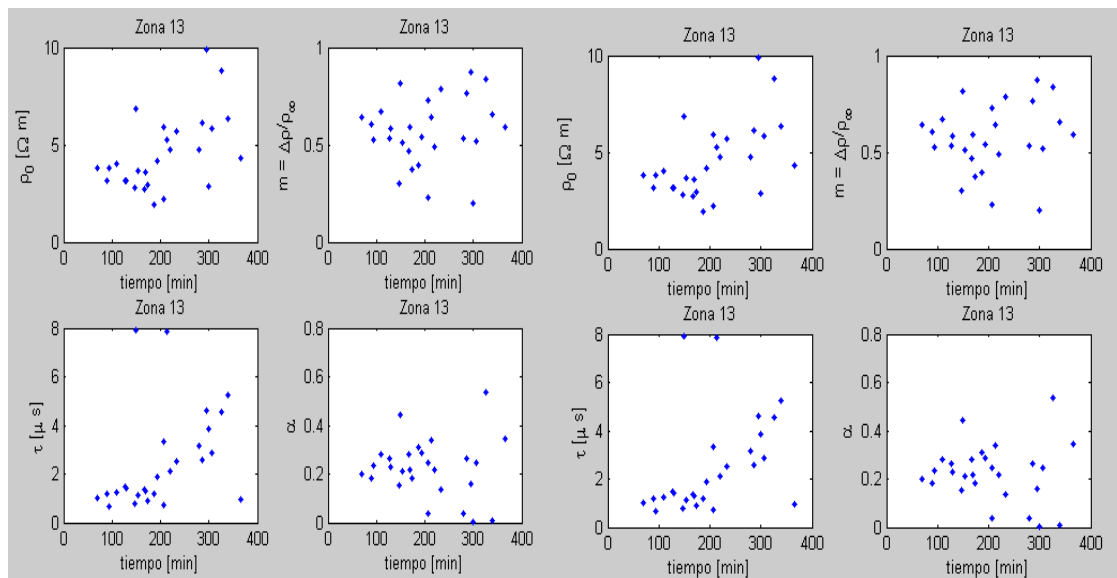 Zona 13
Zona 13
Zona 13
Zona 13
10
5
0
ρ₀ [Ω m]
0 100 200 300 400
tiempo [min]
1
0.5
0
m = Δρ/ρ∞
0 100 200 300 400
tiempo [min]
10
5
0
ρ₀ [Ω m]
0 100 200 300 400
tiempo [min]
1
0.5
0
m = Δρ/ρ∞
0 100 200 300 400
tiempo [min]
Zona 13
Zona 13
Zona 13
Zona 13
8
6
4
2
0
τ [μ s]
0 100 200 300 400
tiempo [min]
0.8
0.6
0.4
0.2
0
α
0 100 200 300 400
tiempo [min]
8
6
4
2
0
τ [μ s]
0 100 200 300 400
tiempo [min]
0.8
0.6
0.4
0.2
0
α
0 100 200 300 400
tiempo [min]